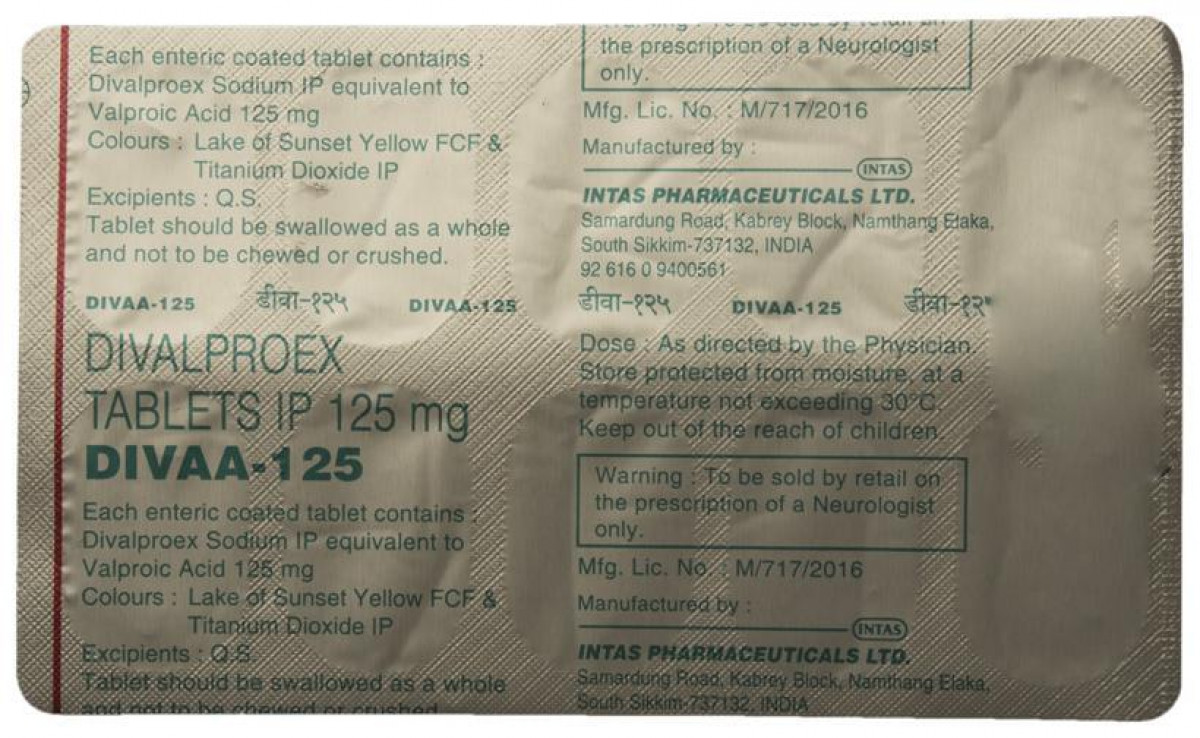 Each enteric coated tablet contains :
Divalproex Sodium IP equivalent to
Valproic Acid 125 mg
Colours : Lake of Sunset Yellow FCF &
Titanium Dioxide IP
Excipients : Q.S.
Tablet should be swallowed as a whole
and not to be chewed or crushed.
DIVAA-125 डीवा-१२५ DIVAA-125
DIVALPROEX
TABLETS IP 125 mg
DIVAA-125
Each enteric coated tablet contains :
Divalproex Sodium IP equivalent to
Valproic Acid 125 mg
Colours : Lake of Sunset Yellow FCF &
Titanium Dioxide IP
Excipients : Q.S.
Tablet should be swallowed as a whole
and not to be chewed or crushed
the prescription of a Neurologist
only.
Mfg. Lic. No. : M/717/2016
Manufactured by :
INTAS
INTAS PHARMACEUTICALS LTD.
Samardung Road, Kabrey Block, Namthang Elaka,
South Sikkim-737132, INDIA
92 616 0 9400561
डीवा-१२५ DIVAA-125 डीवा-१२५
Dose : As directed by the Physician.
Store protected from moisture, at a
temperature not exceeding 30°C.
Keep out of the reach of children.
Warning : To be sold by retail on
the prescription of a Neurologist
only.
Mfg. Lic. No. : M/717/2016
Manufactured by :
INTAS
INTAS PHARMACEUTICALS LTD.
Samardung Road, Kabrey Block, Namthang Elaka,
South Sikkim-737132, INDIA